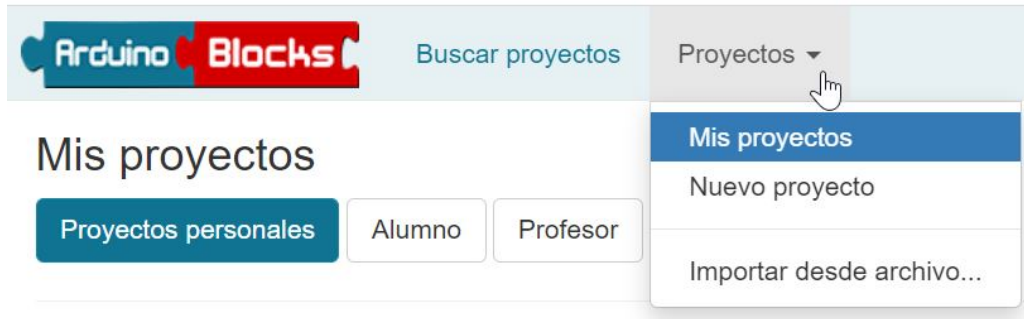 Arduino Blocks
Buscar proyectos
Proyectos
Mis proyectos
Proyectos personales
Alumno
Profesor
Mis proyectos
Nuevo proyecto
Importar desde archivo...